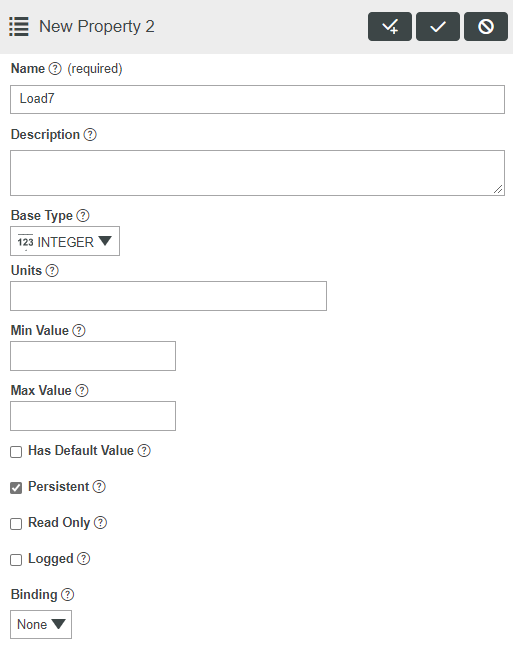 New Property 2
Name ? (required)
Load7
Description ?
Base Type ?
123 INTEGER
Units ?
Min Value ?
Max Value ?
Has Default Value ?
Persistent ?
Read Only ?
Logged ?
Binding ?
None